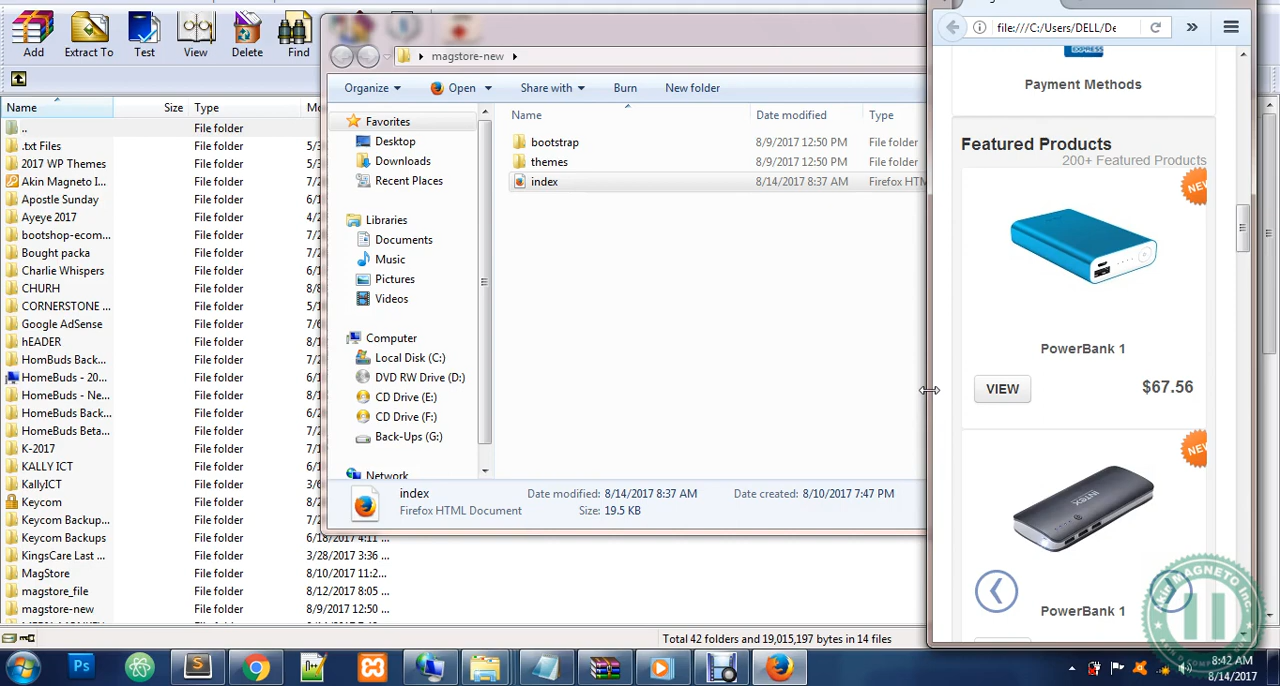 Add
Extract To
Test
View
Delete
Find
Name
Size
Type
..
File folder
.txt Files
File folder
2017 WP Themes
File folder
Akin Magneto I...
File folder
Apostle Sunday
File folder
Ayeye 2017
File folder
bootshop-ecom...
File folder
Bought packa
File folder
Charlie Whispers
File folder
CHURH
File folder
CORNERSTONE ...
File folder
Google AdSense
File folder
hEADER
File folder
HomBuds Back...
File folder
HomeBuds - 20...
File folder
HomeBuds - Ne...
File folder
HomeBuds Back...
File folder
HomeBuds Beta...
File folder
K-2017
File folder
KALLY ICT
File folder
KallyICT
File folder
Keycom
File folder
Keycom Backup...
File folder
Keycom Backups
File folder
6/18/2017 4:11 ...
KingsCare Last ...
File folder
3/28/2017 3:36 ...
MagStore
File folder
8/10/2017 11:2...
magstore_file
File folder
8/12/2017 8:05 ...
magstore-new
File folder
8/9/2017 12:50 ...
Total 42 folders and 19,015,197 bytes in 14 files
magstore-new
Organize
Open
Share with
Burn
New folder
Favorites
Desktop
Downloads
Recent Places
Libraries
Documents
Music
Pictures
Videos
Computer
Local Disk (C:)
DVD RW Drive (D:)
CD Drive (E:)
CD Drive (F:)
Back-Ups (G:)
Network
Name
Date modified
Type
bootstrap
8/9/2017 12:50 PM
File folder
themes
8/9/2017 12:50 PM
File folder
index
8/14/2017 8:37 AM
Firefox HTM
index
Date modified: 8/14/2017 8:37 AM
Date created: 8/10/2017 7:47 PM
Firefox HTML Document
Size: 19.5 KB
file:///C:/Users/DELL/De
Payment Methods
Featured Products
200+ Featured Products
NEW
PowerBank 1
VIEW
$67.56
NEW
INTEX
PowerBank 1
8:42 AM
8/14/2017